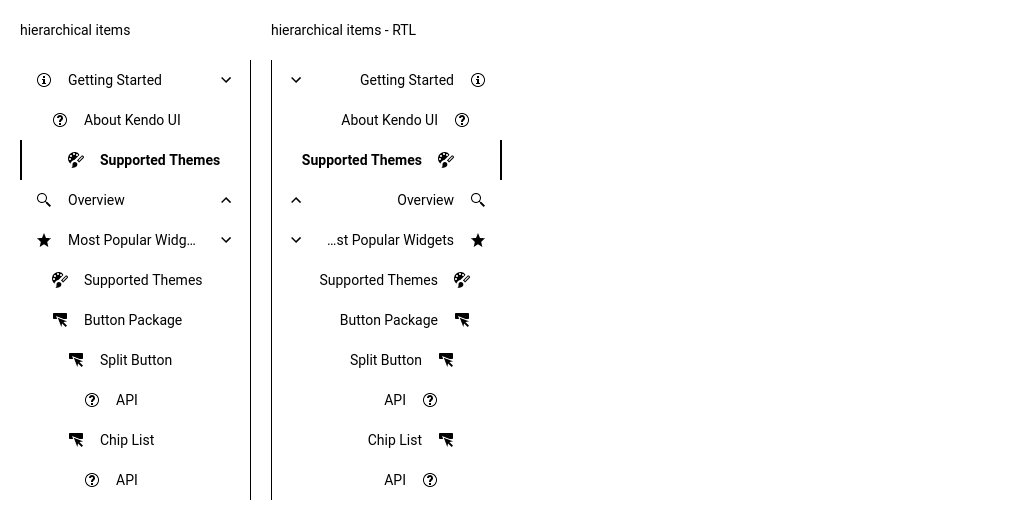 hierarchical items
Getting Started
About Kendo UI
Supported Themes
Overview
Most Popular Widg...
Supported Themes
Button Package
Split Button
API
Chip List
API
hierarchical items - RTL
Getting Started
About Kendo UI
Supported Themes
Overview
...st Popular Widgets
Supported Themes
Button Package
Split Button
API
Chip List
API